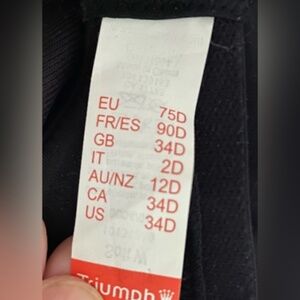 EU 75D
FR/ES 90D
GB 34D
IT 2D
AU/NZ 12D
CA 34D
US 34D
Triumph